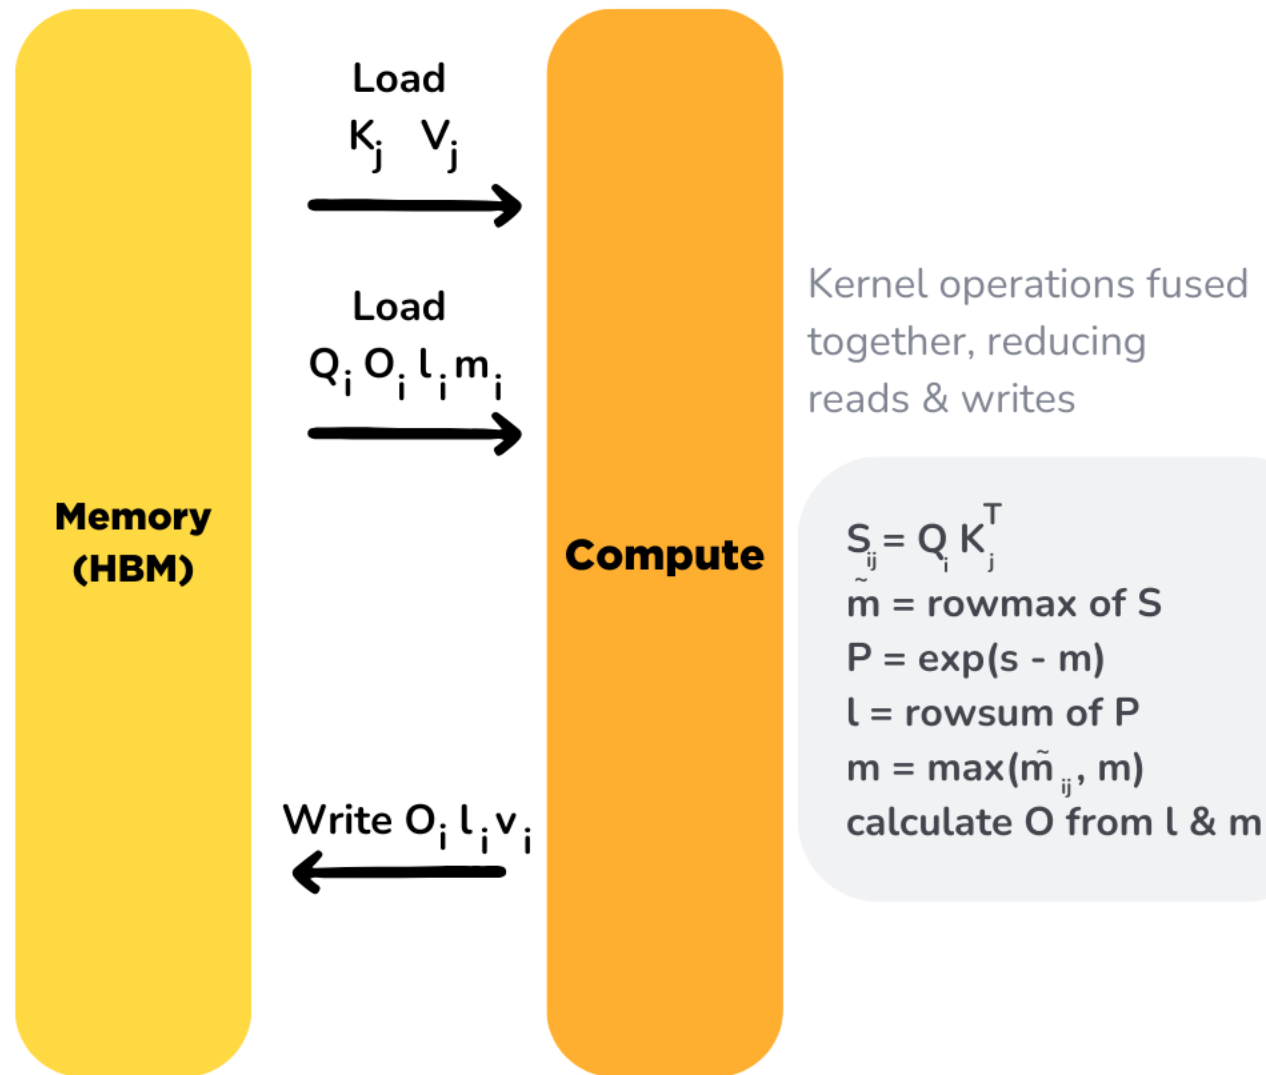 Load
Kj Vj
Load
Qi Oi li mi
Memory
(HBM)
Compute
Write Oi li vi
Kernel operations fused
together, reducing
reads & writes
Sij = Qi Kj^T
m̃ = rowmax of S
P = exp(s - m)
l = rowsum of P
m = max(m̃ij, m)
calculate O from l & m